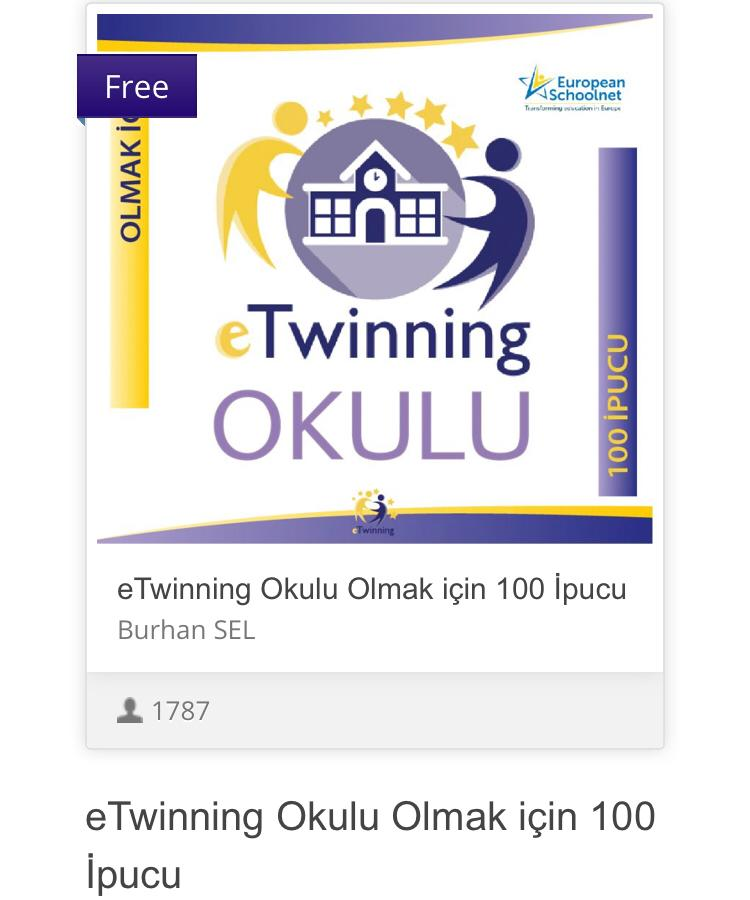 Free
European
Schoolnet
Transforming education in Europe
OLMAK
eTwinning
OKULU
100 İPUCU
eTwinning
eTwinning Okulu Olmak için 100 İpucu
Burhan SEL
1787
eTwinning Okulu Olmak için 100
İpucu